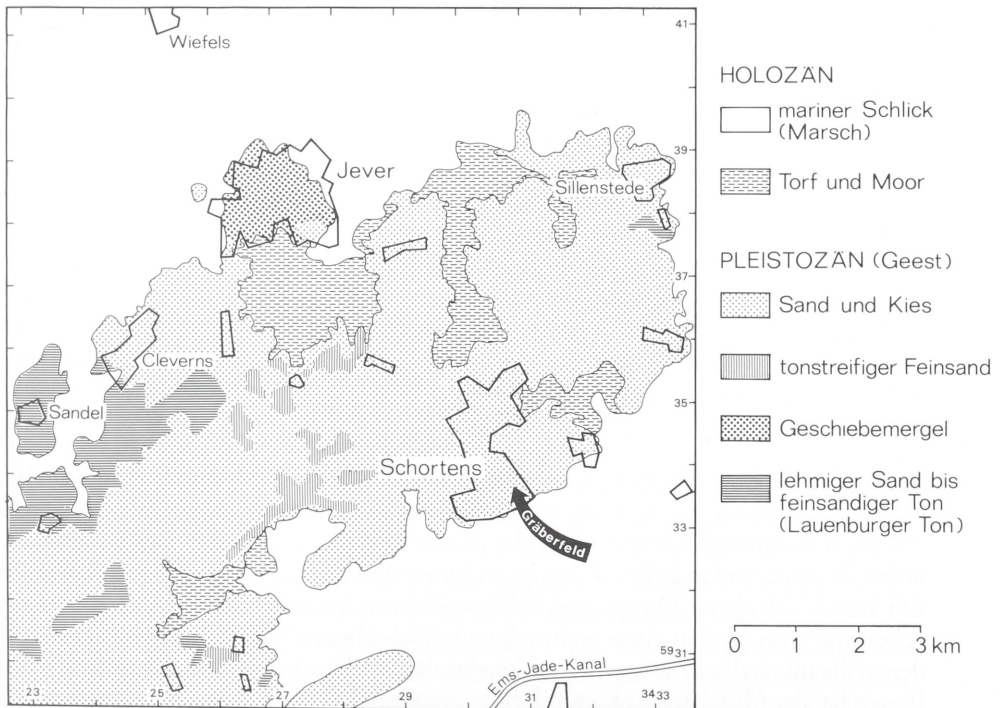 Wiefels
Jever
Sillenstede
Cleverns
Sandel
Schortens
Gräberfeld
Ems-Jade-Kanal
41
39
37
35
33
59 31
23
25
27
29
31
34 33
HOLOZÄN
mariner Schlick
(Marsch)
Torf und Moor
PLEISTOZÄN (Geest)
Sand und Kies
tonstreifiger Feinsand
Geschiebemergel
lehmiger Sand bis
feinsandiger Ton
(Lauenburger Ton)
0 1 2 3 km